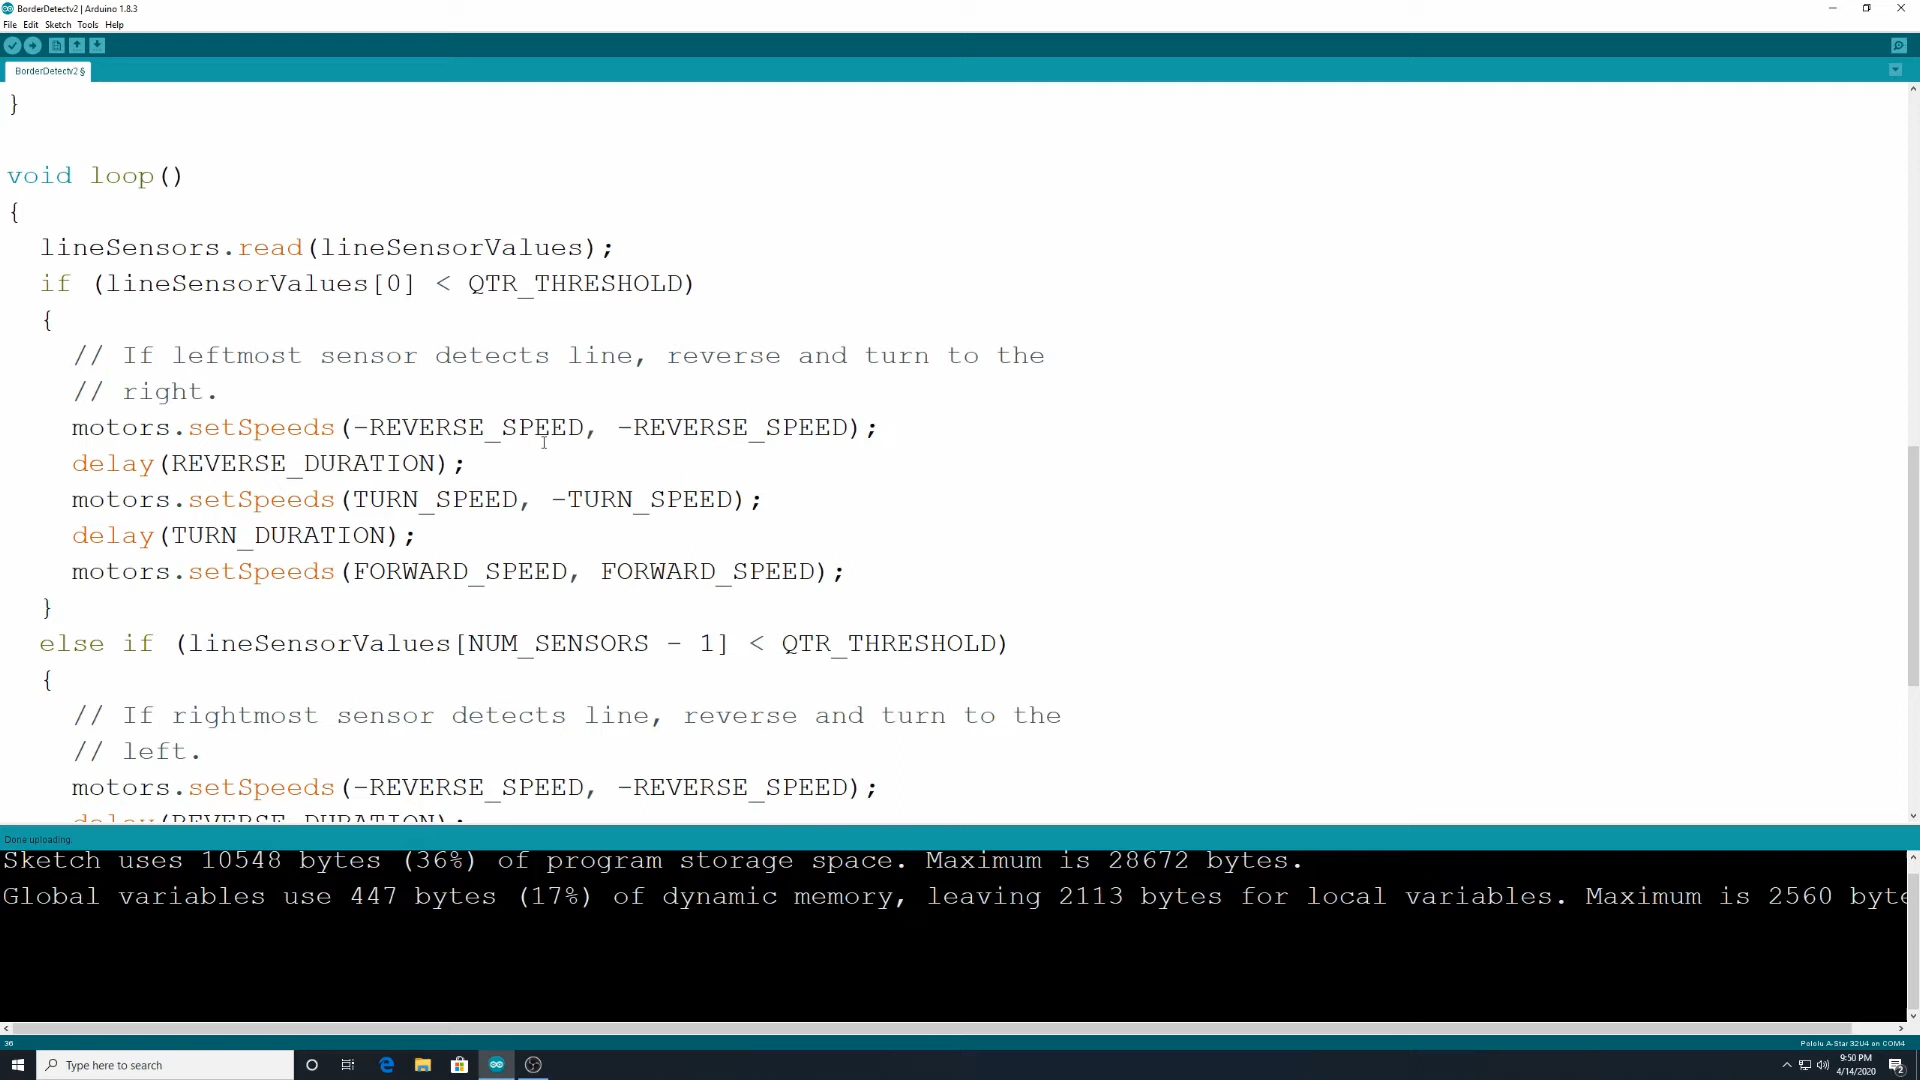 BorderDetectv2 | Arduino 1.8.3
File Edit Sketch Tools Help
BorderDetectv2 §
}
void loop()
{
lineSensors.read(lineSensorValues);
if (lineSensorValues[0] < QTR_THRESHOLD)
{
// If leftmost sensor detects line, reverse and turn to the
// right.
motors.setSpeeds(-REVERSE_SPEED, -REVERSE_SPEED);
delay(REVERSE_DURATION);
motors.setSpeeds(TURN_SPEED, -TURN_SPEED);
delay(TURN_DURATION);
motors.setSpeeds(FORWARD_SPEED, FORWARD_SPEED);
}
else if (lineSensorValues[NUM_SENSORS - 1] < QTR_THRESHOLD)
{
// If rightmost sensor detects line, reverse and turn to the
// left.
motors.setSpeeds(-REVERSE_SPEED, -REVERSE_SPEED);
delay(REVERSE_DURATION);
Done uploading.
Sketch uses 10548 bytes (36%) of program storage space. Maximum is 28672 bytes.
Global variables use 447 bytes (17%) of dynamic memory, leaving 2113 bytes for local variables. Maximum is 2560 byte
36
Pololu A-Star 32U4 on COM4
Type here to search
9:50 PM
4/14/2020
2